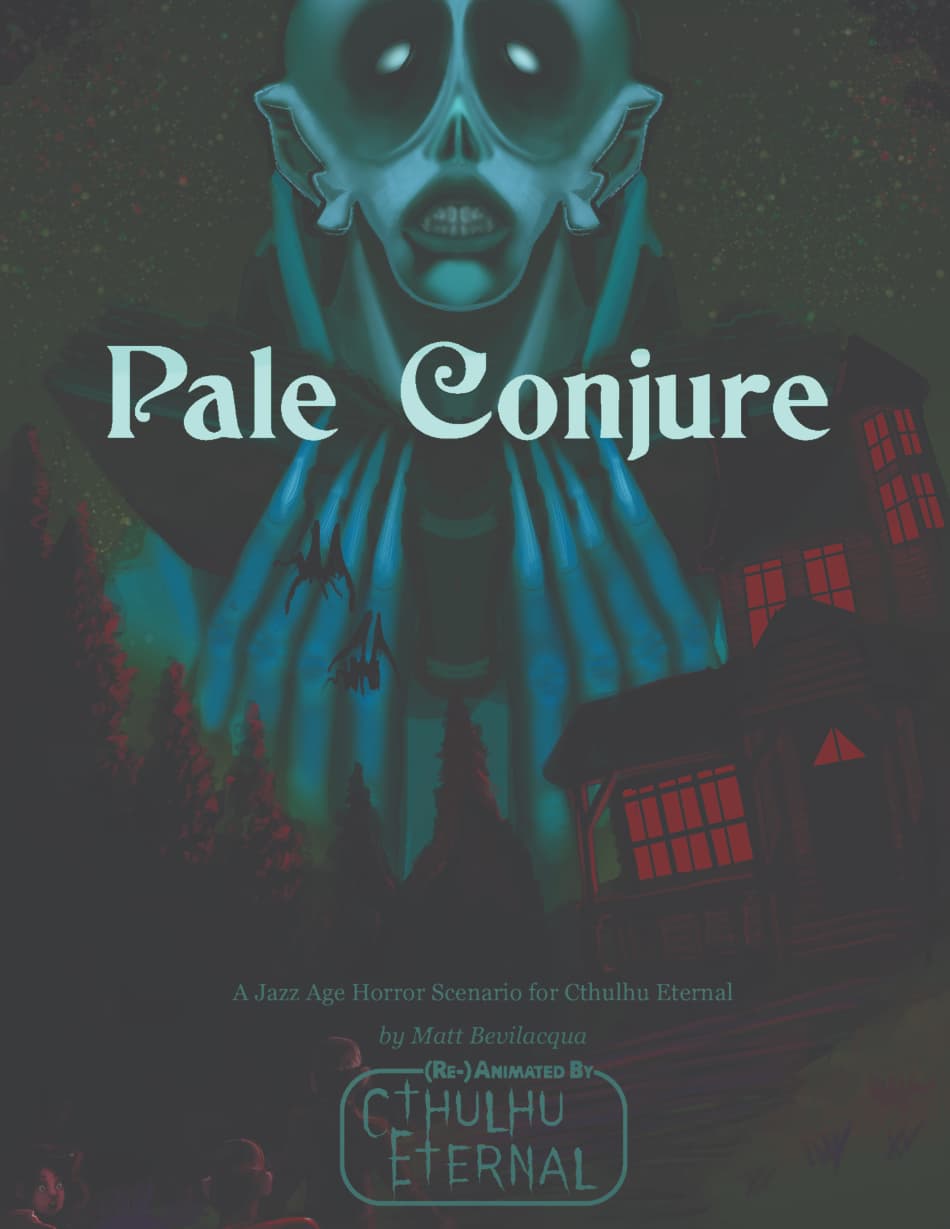 Pale Conjure
A Jazz Age Horror Scenario for Cthulhu Eternal
by Matt Bevilacqua
(Re-) Animated By
Cthulhu
Eternal